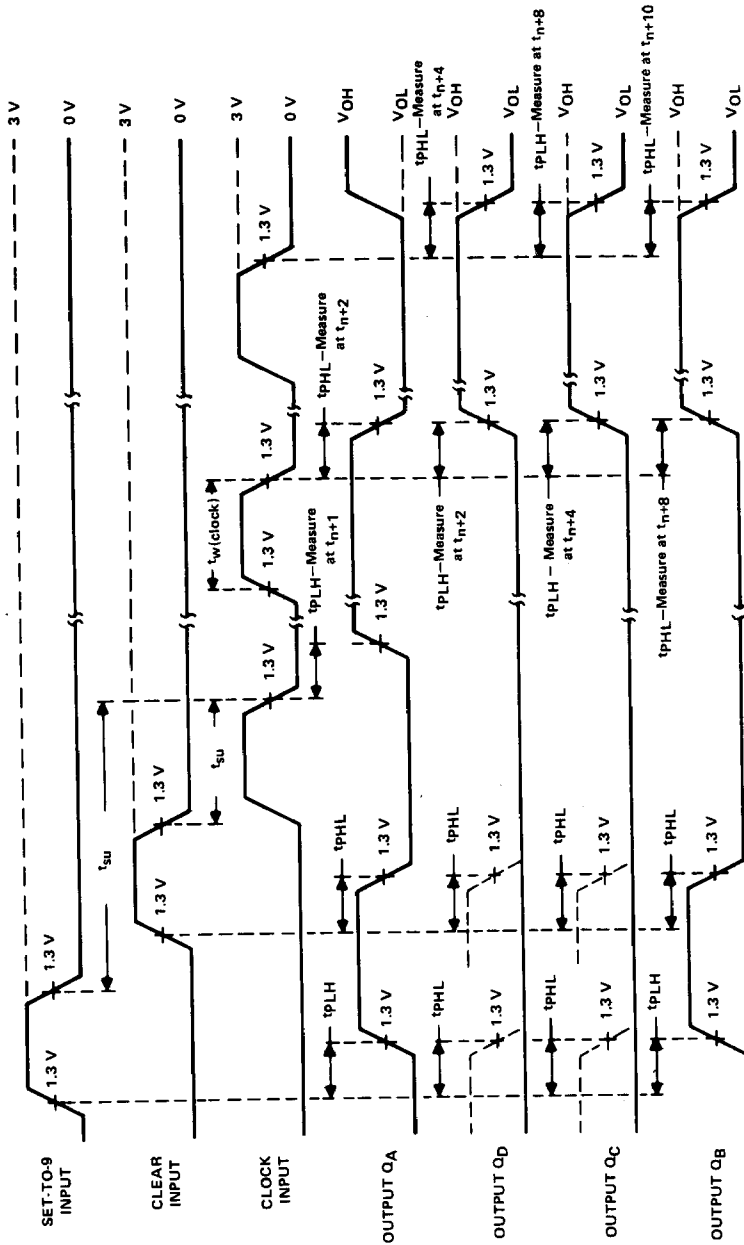 SET-TO-9
INPUT
1.3 V
1.3 V
3 V
0 V
tsu
CLEAR
INPUT
1.3 V
1.3 V
3 V
0 V
tsu
CLOCK
INPUT
1.3 V
1.3 V
tw(clock)
1.3 V
1.3 V
3 V
0 V
OUTPUT QA
tPLH
1.3 V
tPHL
1.3 V
tPLH–Measure
at tn+1
1.3 V
tPHL–Measure
at tn+2
1.3 V
VOH
VOL
OUTPUT QD
tPHL
1.3 V
tPHL
1.3 V
tPLH–Measure
at tn+2
1.3 V
tPHL–Measure
at tn+4
1.3 V
VOH
VOL
OUTPUT QC
tPHL
1.3 V
tPHL
1.3 V
tPLH – Measure
at tn+4
1.3 V
tPLH–Measure at tn+8
1.3 V
VOH
VOL
OUTPUT QB
tPLH
1.3 V
tPHL
1.3 V
tPHL–Measure at tn+8
1.3 V
tPHL–Measure at tn+10
1.3 V
VOH
VOL